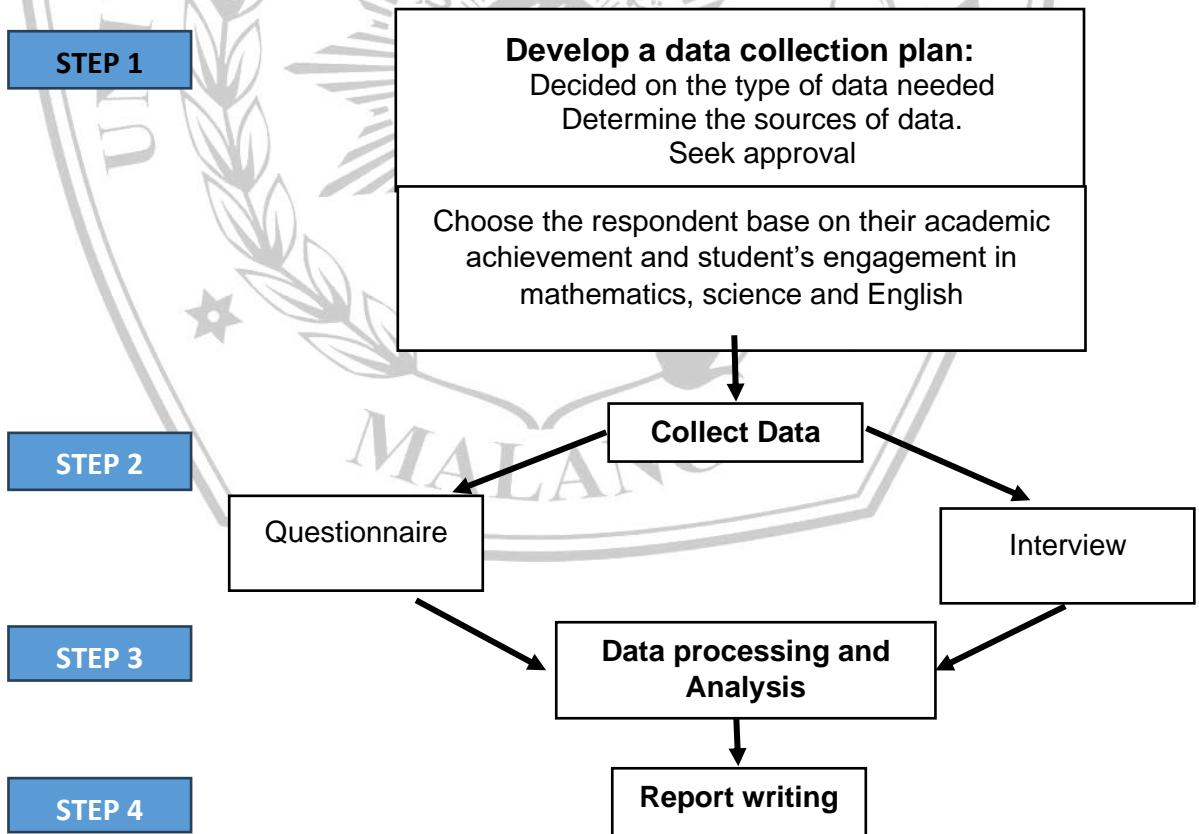 STEP 1
Develop a data collection plan:
Decided on the type of data needed
Determine the sources of data.
Seek approval
Choose the respondent base on their academic
achievement and student's engagement in
mathematics, science and English
Collect Data
STEP 2
MALANG
Questionnaire
Interview
STEP 3
Data processing and
Analysis
STEP 4
Report writing